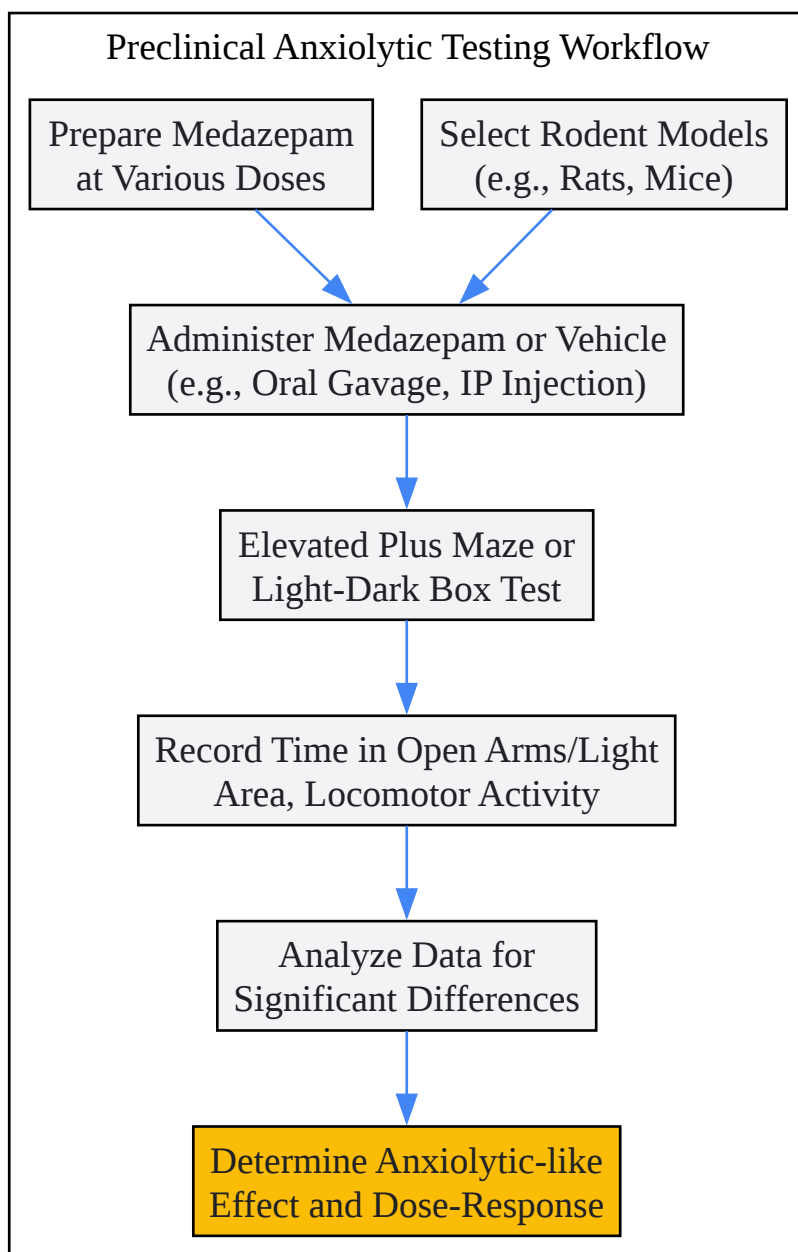 Preclinical Anxiolytic Testing Workflow
Prepare Medazepam
at Various Doses
Select Rodent Models
(e.g., Rats, Mice)
Administer Medazepam or Vehicle
(e.g., Oral Gavage, IP Injection)
Elevated Plus Maze or
Light-Dark Box Test
Record Time in Open Arms/Light
Area, Locomotor Activity
Analyze Data for
Significant Differences
Determine Anxiolytic-like
Effect and Dose-Response